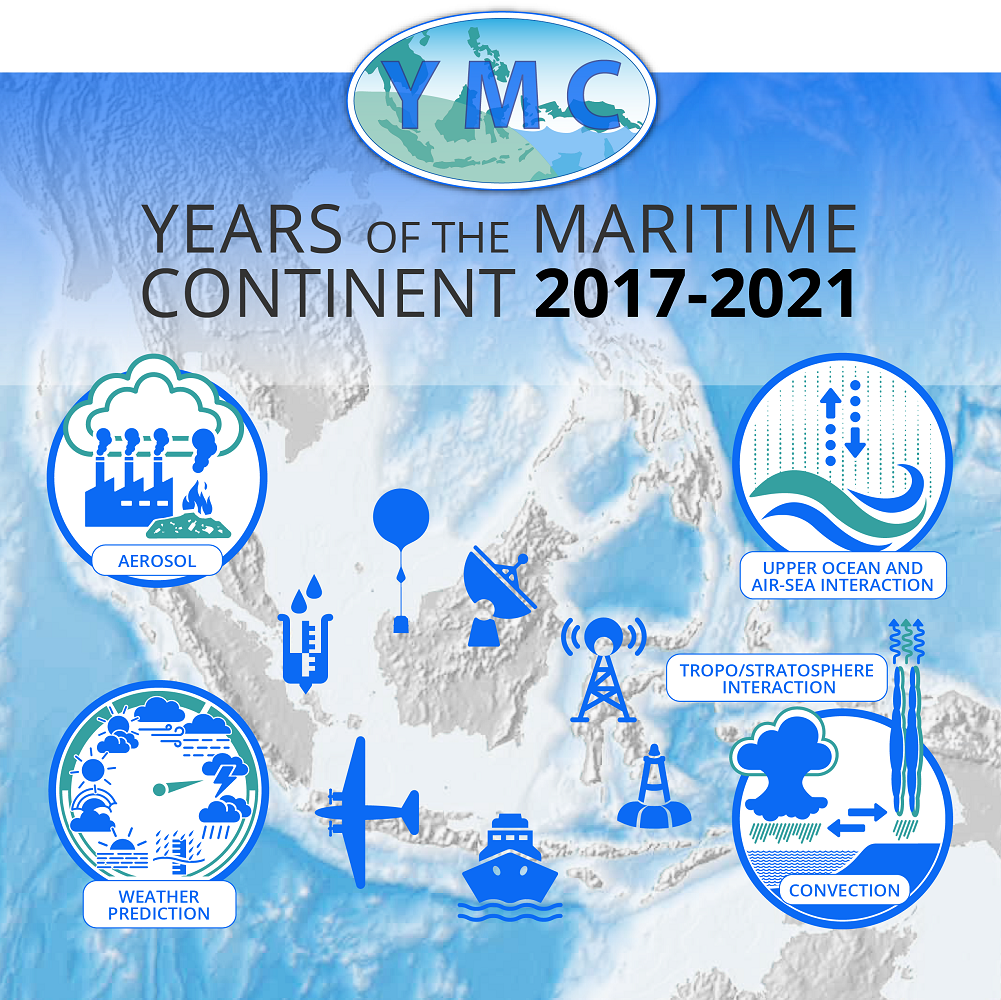 YMC
YEARS OF THE MARITIME
CONTINENT 2017-2021
AEROSOL
UPPER OCEAN AND
AIR-SEA INTERACTION
TROPO/STRATOSPHERE
INTERACTION
WEATHER
PREDICTION
CONVECTION